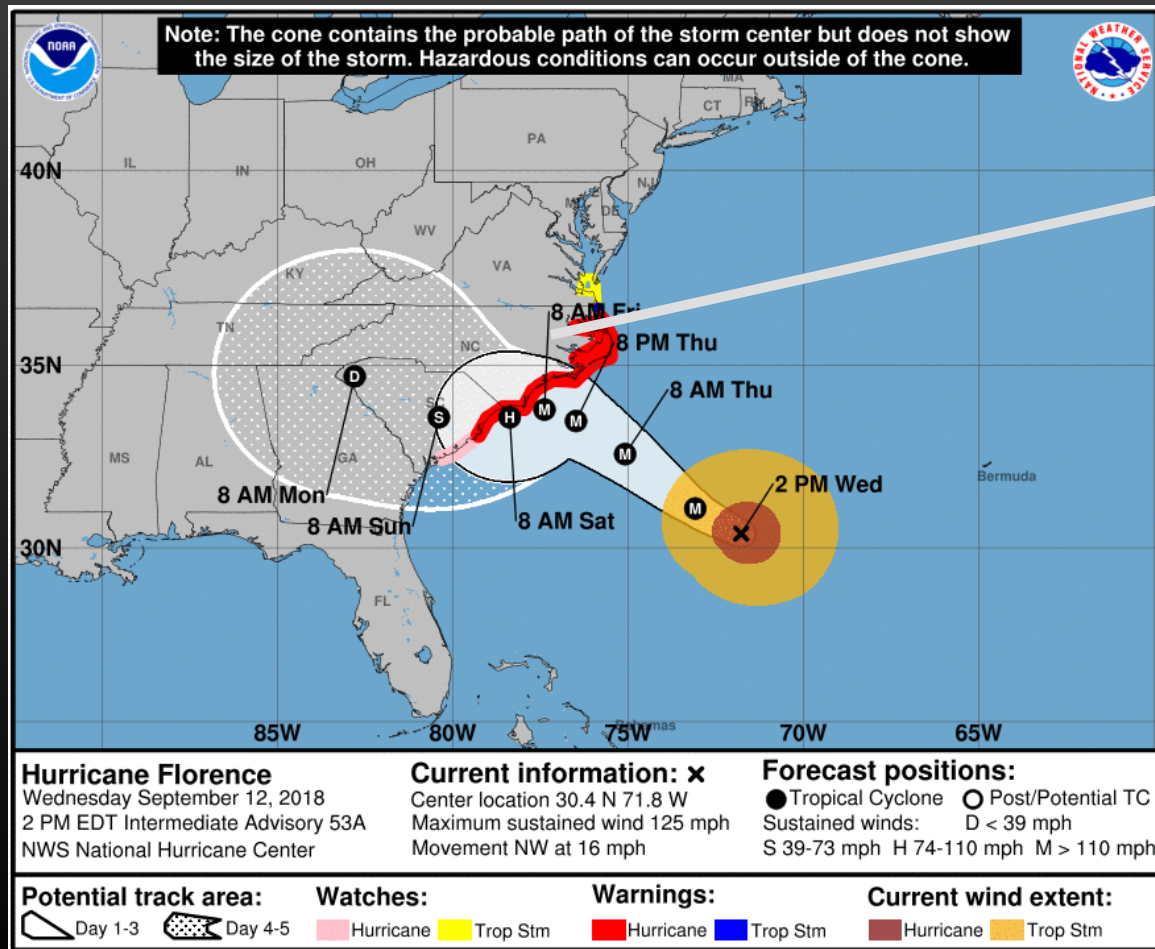 Note: The cone contains the probable path of the storm center but does not show
the size of the storm. Hazardous conditions can occur outside of the cone.
NOAA
NATIONAL WEATHER SERVICE
MA
CT
PA
40N
IL
IN
OH
NJ
DE
WV
KY
VA
8 AM Fri
TN
NC
8 PM Thu
35N
D
8 AM Thu
S
SC
H
M
M
M
MS
AL
GA
2 PM Wed
Bermuda
8 AM Mon
M
8 AM Sun
8 AM Sat
30N
FL
Bahamas
85W
80W
75W
70W
65W
Hurricane Florence
Wednesday September 12, 2018
2 PM EDT Intermediate Advisory 53A
NWS National Hurricane Center
Current information: ×
Center location 30.4 N 71.8 W
Maximum sustained wind 125 mph
Movement NW at 16 mph
Forecast positions:
Tropical Cyclone Post/Potential TC
Sustained winds: D < 39 mph
S 39-73 mph H 74-110 mph M > 110 mph
Potential track area:
Day 1-3 Day 4-5
Watches:
Hurricane Trop Stm
Warnings:
Hurricane Trop Stm
Current wind extent:
Hurricane Trop Stm